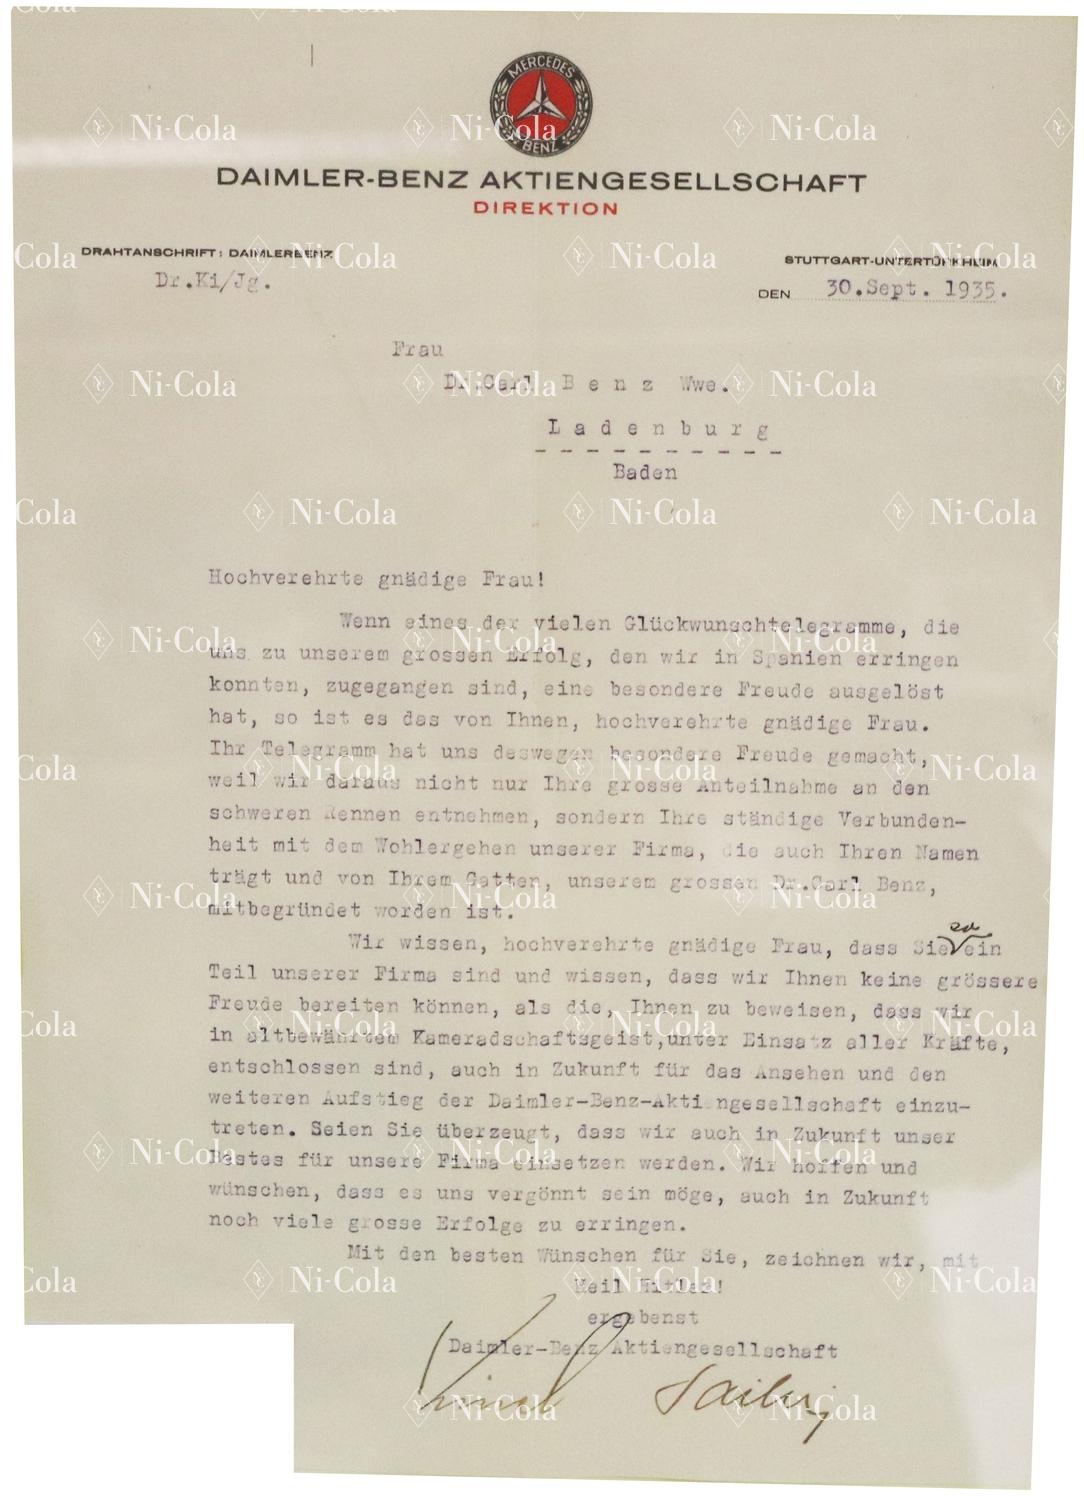 MERCEDES
BENZ
DAIMLER-BENZ AKTIENGESELLSCHAFT
DIREKTION
DRAHTANSCHRIFT: DAIMLERBENZ
STUTTGART-UNTERTÜRKHEIM
Dr.Ki/Jg.
DEN 30.Sept. 1935.
Frau
Dr.Carl B e n z Wwe.
L a d e n b u r g
Baden
Hochverehrte gnädige Frau!
Wenn eines der vielen Glückwunschtelegramme, die
uns zu unserem grossen Erfolg, den wir in Spanien erringen
konnten, zugegangen sind, eine besondere Freude ausgelöst
hat, so ist es das von Ihnen, hochverehrte gnädige Frau.
Ihr Telegramm hat uns deswegen besondere Freude gemacht,
weil wir daraus nicht nur Ihre grosse Anteilnahme an den
schweren Rennen entnehmen, sondern Ihre ständige Verbunden-
heit mit dem Wohlergehen unserer Firma, die auch Ihren Namen
trägt und von Ihrem Gatten, unserem grossen Dr.Carl Benz,
mitbegründet worden ist.
Wir wissen, hochverehrte gnädige Frau, dass Sie so ein
Teil unserer Firma sind und wissen, dass wir Ihnen keine grössere
Freude bereiten können, als die, Ihnen zu beweisen, dass wir
in altbewährtem Kameradschaftsgeist,unter Einsatz aller Kräfte,
entschlossen sind, auch in Zukunft für das Ansehen und den
weiteren Aufstieg der Daimler-Benz-Aktiengesellschaft einzu-
treten. Seien Sie überzeugt, dass wir auch in Zukunft unser
Bestes für unsere Firma einsetzen werden. Wir hoffen und
wünschen, dass es uns vergönnt sein möge, auch in Zukunft
noch viele grosse Erfolge zu erringen.
Mit den besten Wünschen für Sie, zeichnen wir, mit
Heil Hitler!
ergebenst
Daimler-Benz Aktiengesellschaft
Ni-Cola